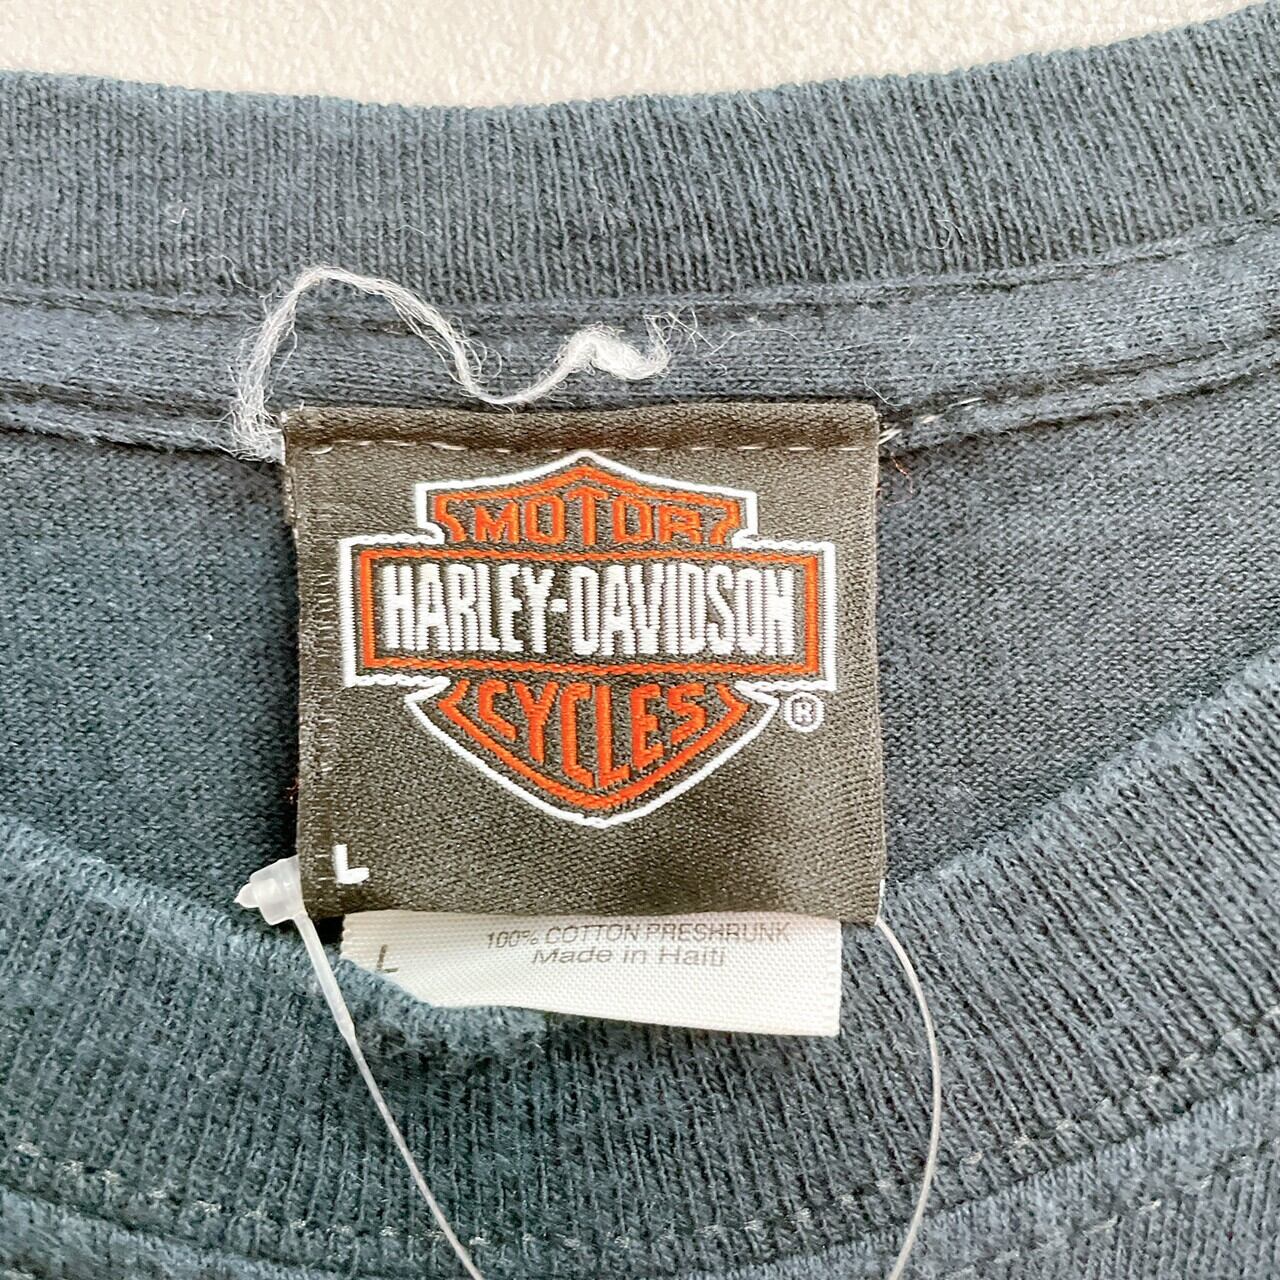 MOTOR
HARLEY-DAVIDSON
CYCLES
®
L
100% COTTON PRESHRUNK
L
Made in Haiti